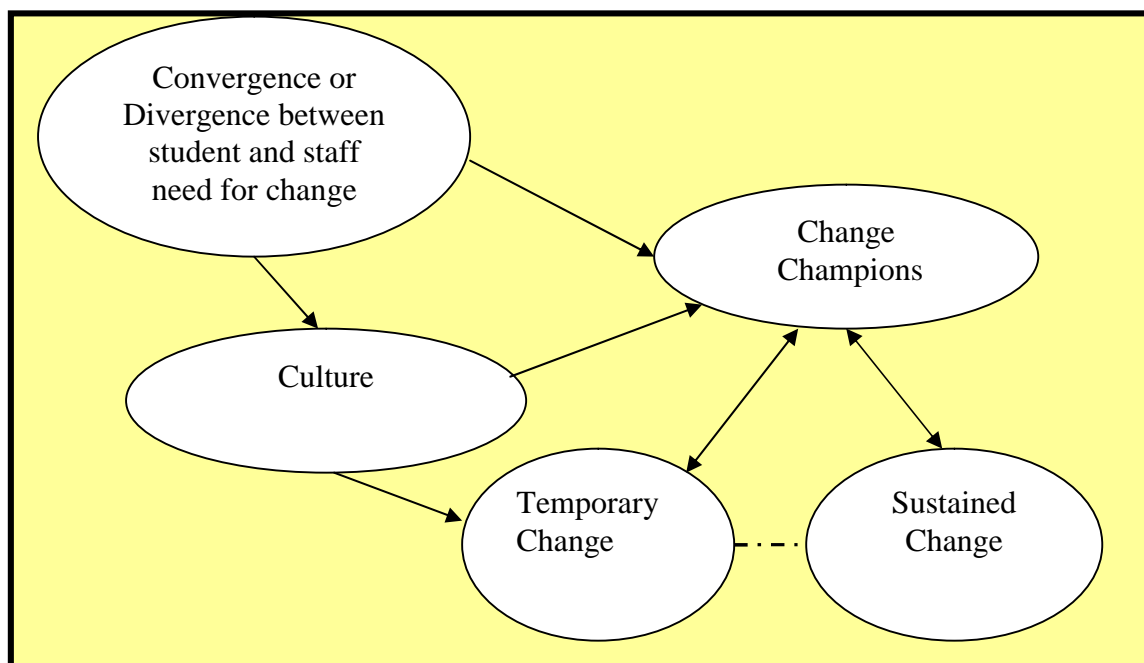 Convergence or
Divergence between
student and staff
need for change
Change
Champions
Culture
Temporary
Change
Sustained
Change